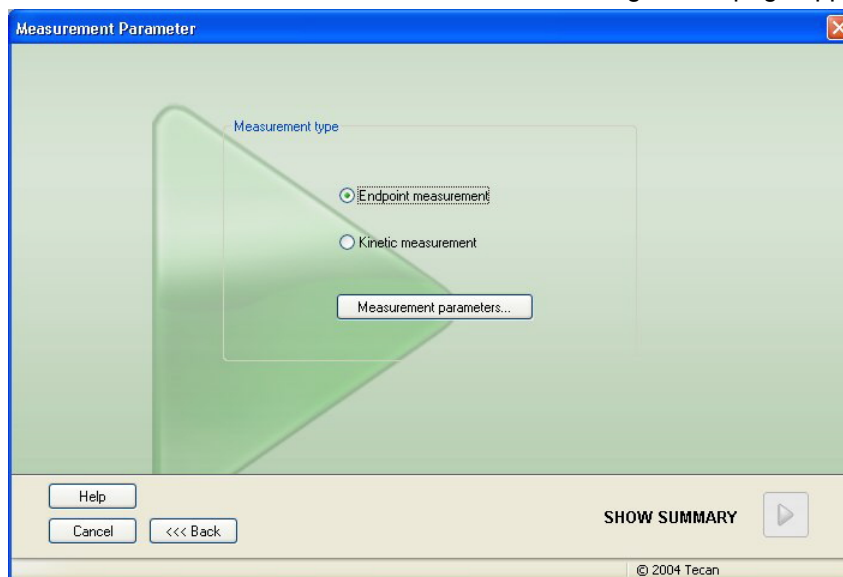 Measurement Parameter
Measurement type
Endpoint measurement
Kinetic measurement
Measurement parameters...
Help
Cancel
<<< Back
SHOW SUMMARY
© 2004 Tecan